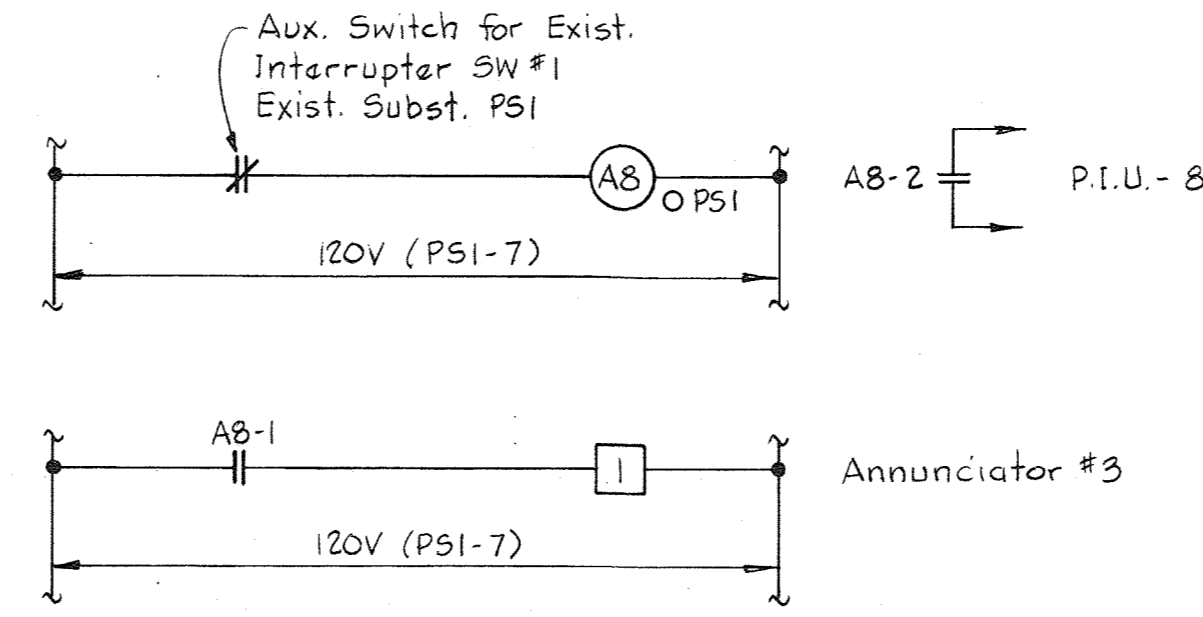 Aux. Switch for Exist.
Interrupter SW #1
Exist. Subst. PS1
A8
O PS1
A8-2
P.I.U.-8
120V (PS1-7)
A8-1
1
Annunciator #3
120V (PS1-7)